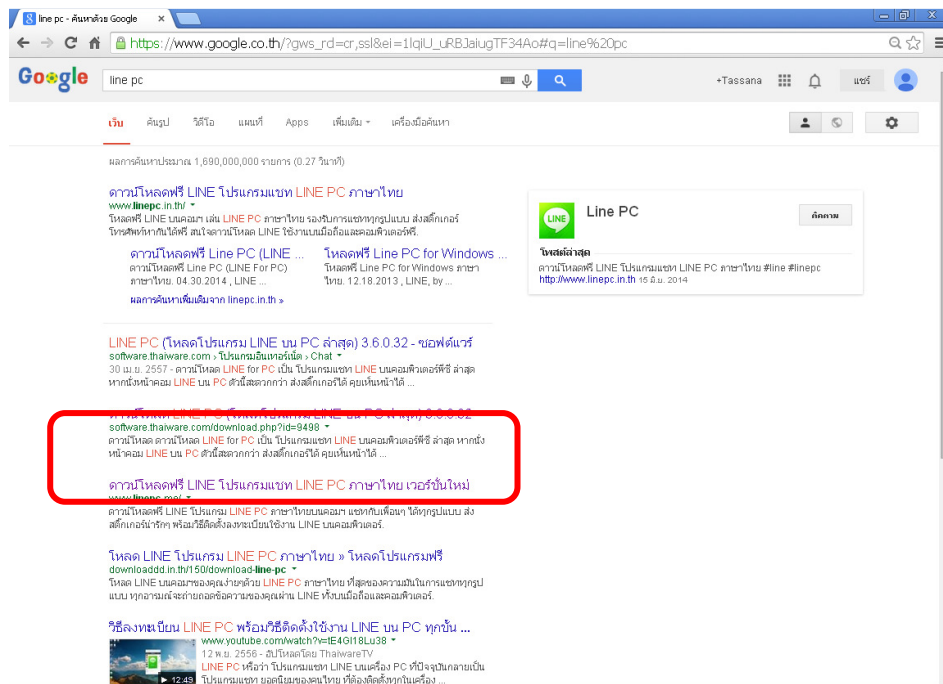 line pc - ค้นหาด้วย Google
https://www.google.co.th/?gws_rd=cr,ssl&ei=1lqiU_uRBJaiugTF34Ao#q=line%20pc
Google
line pc
+Tassana
แชร์
เว็บ ค้นรูป วิดีโอ แผนที่ Apps เพิ่มเติม เครื่องมือค้นหา
ผลการค้นหาประมาณ 1,690,000,000 รายการ (0.27 วินาที)
ดาวน์โหลดฟรี LINE โปรแกรมแชท LINE PC ภาษาไทย
www.linepc.in.th/
โหลดฟรี LINE บนคอมฯ เล่น LINE PC ภาษาไทย รองรับการแชททุกรูปแบบ ส่งสติ๊กเกอร์
โทรศัพท์หากันได้ฟรี สนใจดาวน์โหลด LINE ใช้งานบนมือถือและคอมพิวเตอร์ฟรี.
ดาวน์โหลดฟรี Line PC (LINE ...
ดาวน์โหลดฟรี Line PC (LINE For PC)
ภาษาไทย. 04.30.2014 , LINE ...
โหลดฟรี Line PC for Windows ...
โหลดฟรี Line PC for Windows ภาษา
ไทย. 12.18.2013 , LINE, by ...
ผลการค้นหาเพิ่มเติมจาก linepc.in.th »
LINE PC (โหลดโปรแกรม LINE บน PC ล่าสุด) 3.6.0.32 - ซอฟต์แวร์
software.thaiware.com › โปรแกรมอินเทอร์เน็ต › Chat
30 เม.ย. 2557 - ดาวน์โหลด LINE for PC เป็น โปรแกรมแชท LINE บนคอมพิวเตอร์พีซี ล่าสุด
หากนั่งหน้าคอม LINE บน PC ตัวนี้สะดวกกว่า ส่งสติ๊กเกอร์ได้ คุยเห็นหน้าได้ ...
ดาวน์โหลด LINE PC (โหลดโปรแกรม LINE บน PC ล่าสุด) 3.6.0.32
software.thaiware.com/download.php?id=9498
ดาวน์โหลด ดาวน์โหลด LINE for PC เป็น โปรแกรมแชท LINE บนคอมพิวเตอร์พีซี ล่าสุด หากนั่ง
หน้าคอม LINE บน PC ตัวนี้สะดวกกว่า ส่งสติ๊กเกอร์ได้ คุยเห็นหน้าได้ ...
ดาวน์โหลดฟรี LINE โปรแกรมแชท LINE PC ภาษาไทย เวอร์ชั่นใหม่
www.linepc.me/
ดาวน์โหลดฟรี LINE โปรแกรม LINE PC ภาษาไทยบนคอมฯ แชทกับเพื่อนๆ ได้ทุกรูปแบบ ส่ง
สติ๊กเกอร์น่ารักๆ พร้อมวิธีติดตั้งลงทะเบียนใช้งาน LINE บนคอมพิวเตอร์.
โหลด LINE โปรแกรม LINE PC ภาษาไทย » โหลดโปรแกรมฟรี
downloaddd.in.th/150/download-line-pc
โหลด LINE บนคอมฯของคุณง่ายๆด้วย LINE PC ภาษาไทย ที่สุดของความมันในการแชททุกรูป
แบบ ทุกอารมณ์จะถ่ายถอดข้อความของคุณผ่าน LINE ทั้งบนมือถือและคอมพิวเตอร์.
วิธีลงทะเบียน LINE PC พร้อมวิธีติดตั้งใช้งาน LINE บน PC ทุกขั้น ...
www.youtube.com/watch?v=tE4Gl18Lu38
12 พ.ย. 2556 - อัปโหลดโดย ThaiwareTV
LINE PC หรือว่า โปรแกรมแชท LINE บนเครื่อง PC ที่ปัจจุบันกลายเป็น
12:49
โปรแกรมแชท ยอดนิยมของคนไทย ที่ต้องติดตั้งทุกในเครื่อง ...
LINE
Line PC
ติดตาม
โพสต์ล่าสุด
ดาวน์โหลดฟรี LINE โปรแกรมแชท LINE PC ภาษาไทย #line #linepc
http://www.linepc.in.th 15 มิ.ย. 2014